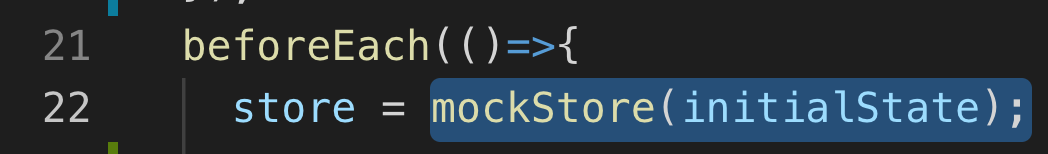 21 beforeEach(()=>{
22 store = mockStore(initialState);